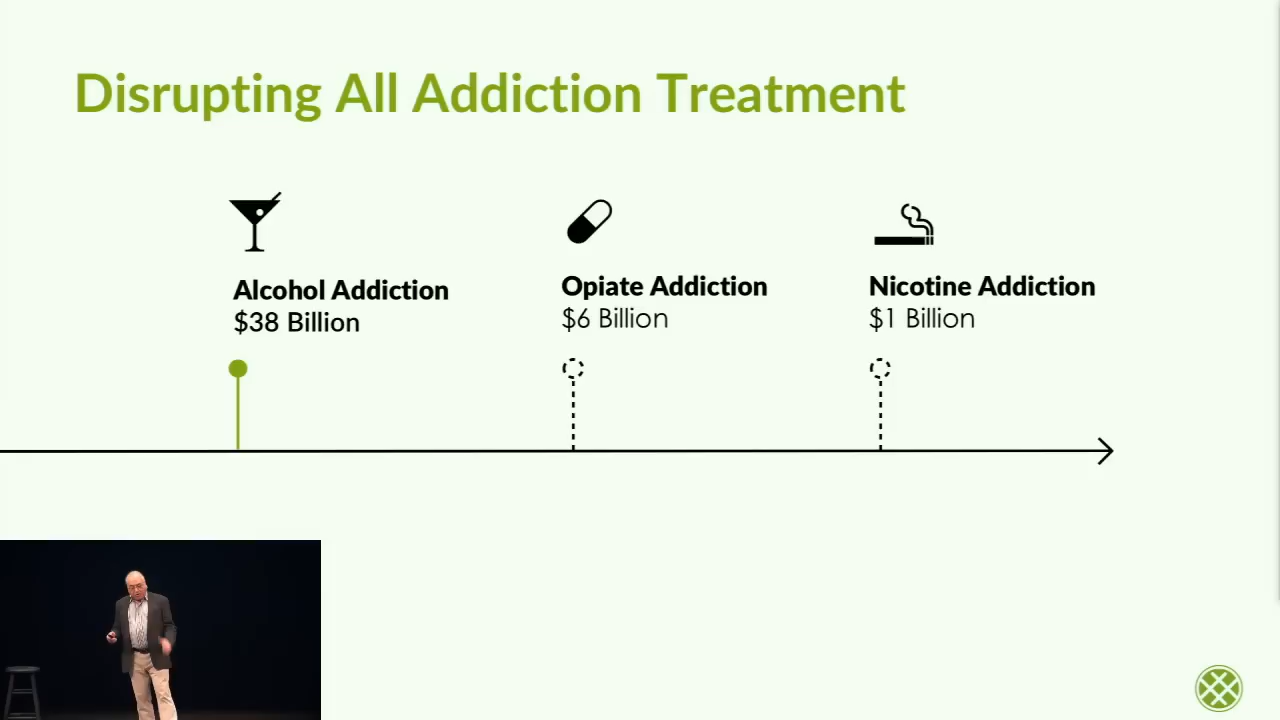 Disrupting All Addiction Treatment
Alcohol Addiction
$38 Billion
Opiate Addiction
$6 Billion
Nicotine Addiction
$1 Billion